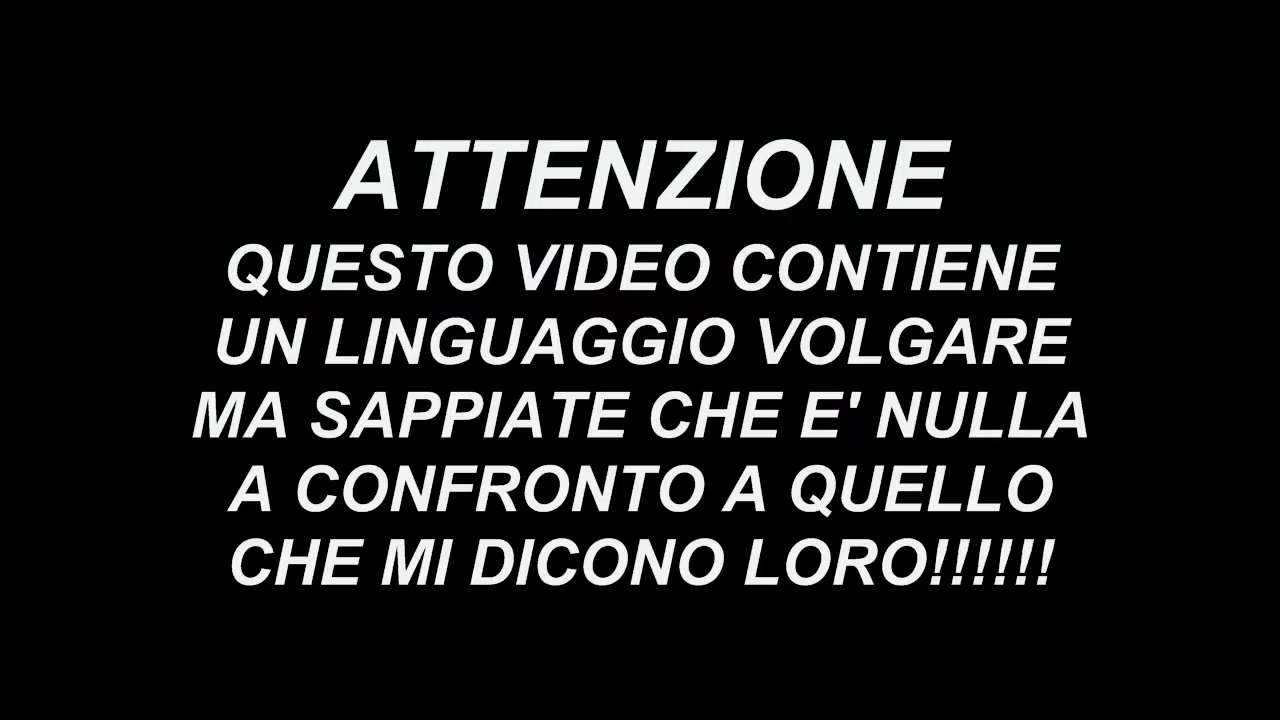 ATTENZIONE
QUESTO VIDEO CONTIENE
UN LINGUAGGIO VOLGARE
MA SAPPIATE CHE E' NULLA
A CONFRONTO A QUELLO
CHE MI DICONO LORO!!!!!!